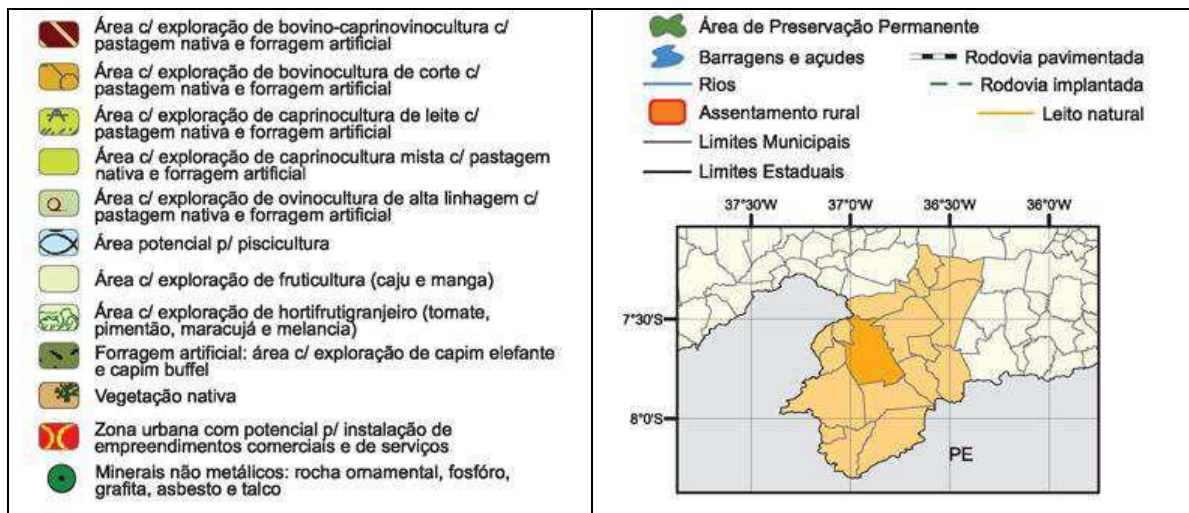 Área c/ exploração de bovino-caprinovinocultura c/
pastagem nativa e forragem artificial
Área c/ exploração de bovinocultura de corte c/
pastagem nativa e forragem artificial
Área c/ exploração de caprinocultura de leite c/
pastagem nativa e forragem artificial
Área c/ exploração de caprinocultura mista c/ pastagem
nativa e forragem artificial
Área c/ exploração de ovinocultura de alta linhagem c/
pastagem nativa e forragem artificial
Área potencial p/ piscicultura
Área c/ exploração de fruticultura (caju e manga)
Área c/ exploração de hortifrutigranjeiro (tomate,
pimentão, maracujá e melancia)
Forragem artificial: área c/ exploração de capim elefante
e capim buffel
Vegetação nativa
Zona urbana com potencial p/ instalação de
empreendimentos comerciais e de serviços
Minerais não metálicos: rocha ornamental, fosfóro,
grafita, asbesto e talco
Área de Preservação Permanente
Barragens e açudes
Rodovia pavimentada
Rios
Rodovia implantada
Assentamento rural
Leito natural
Limites Municipais
Limites Estaduais
37°30'W 37°0'W 36°30'W 36°0'W
7°30'S
8°0'S
PE